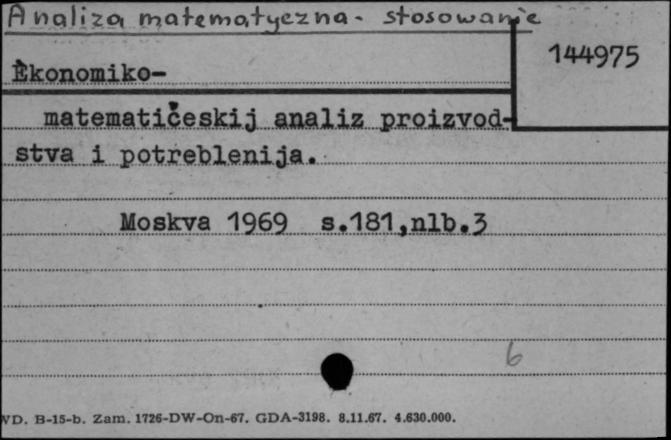 Analiza matematyczna - stosowanie
144975
Ėkonomiko-
matematičeskij analiz proizvod-
stva i potreblenija.
Moskva 1969 s.181,nlb.3
6
WD. B-15-b. Zam. 1726-DW-On-67. GDA-3198. 8.11.67. 4.630.000.